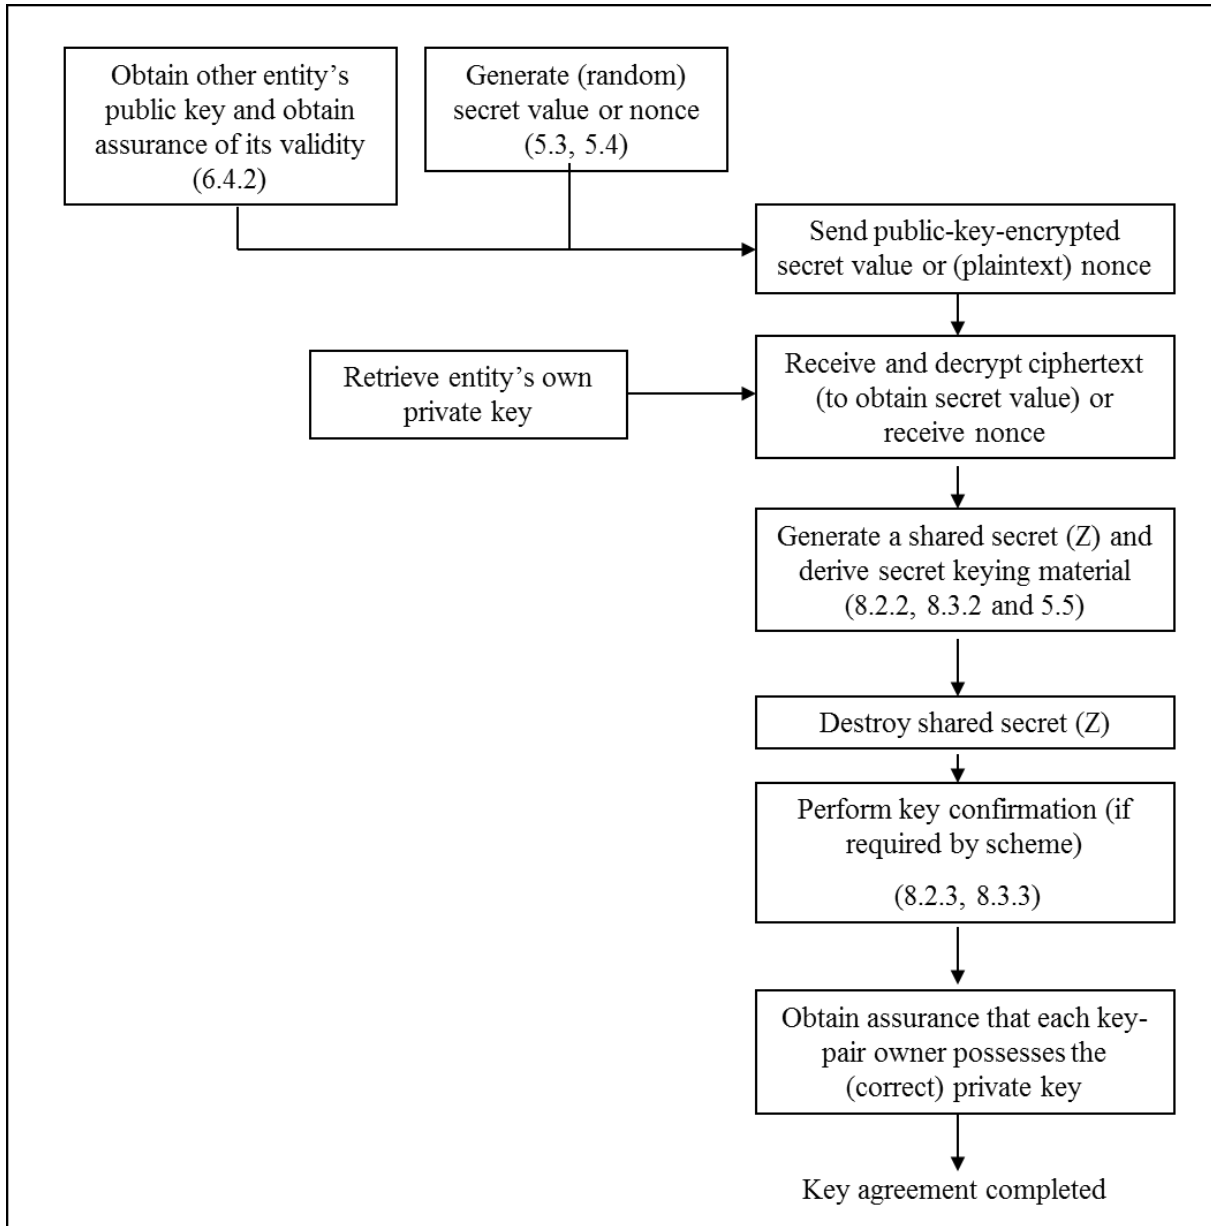 Obtain other entity’s
public key and obtain
assurance of its validity
(6.4.2)
Generate (random)
secret value or nonce
(5.3, 5.4)
Send public-key-encrypted
secret value or (plaintext) nonce
Retrieve entity’s own
private key
Receive and decrypt ciphertext
(to obtain secret value) or
receive nonce
Generate a shared secret (Z) and
derive secret keying material
(8.2.2, 8.3.2 and 5.5)
Destroy shared secret (Z)
Perform key confirmation (if
required by scheme)
(8.2.3, 8.3.3)
Obtain assurance that each key-
pair owner possesses the
(correct) private key
Key agreement completed